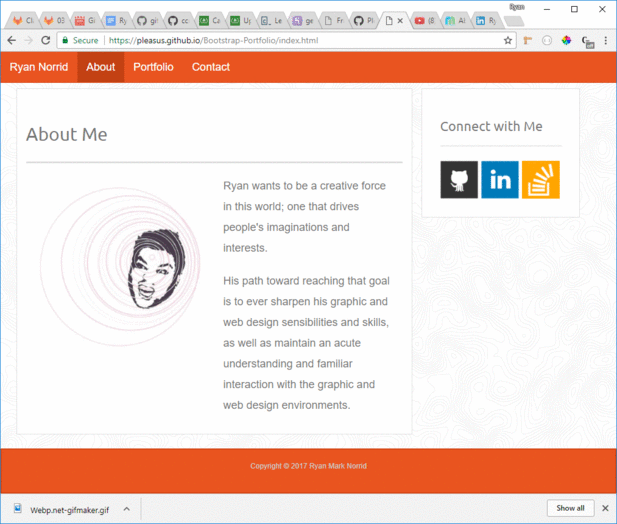 Ryan
Cl
03
Gi
Ry
git
cc
Ca
Up
Le
ge
Fr
Pl
(8
Al
Ry
Secure | https://pleasus.github.io/Bootstrap-Portfolio/index.html
Ryan Norrid About Portfolio Contact
About Me
Ryan wants to be a creative force
in this world; one that drives
people's imaginations and
interests.
His path toward reaching that goal
is to ever sharpen his graphic and
web design sensibilities and skills,
as well as maintain an acute
understanding and familiar
interaction with the graphic and
web design environments.
Connect with Me
in
Copyright © 2017 Ryan Mark Norrid
Webp.net-gifmaker.gif
Show all